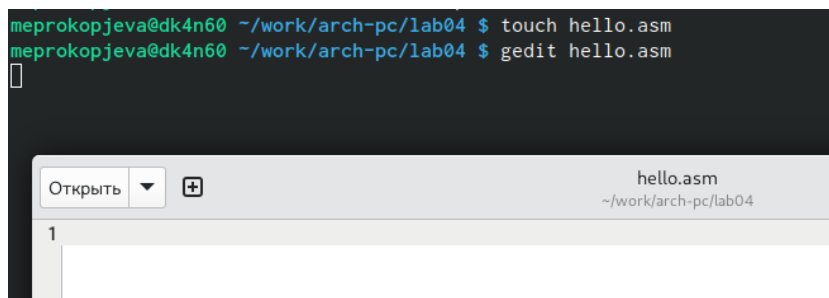 meprokopjeva@dk4n60 ~/work/arch-pc/lab04 $ touch hello.asm
meprokopjeva@dk4n60 ~/work/arch-pc/lab04 $ gedit hello.asm
Открыть
hello.asm
~/work/arch-pc/lab04
1